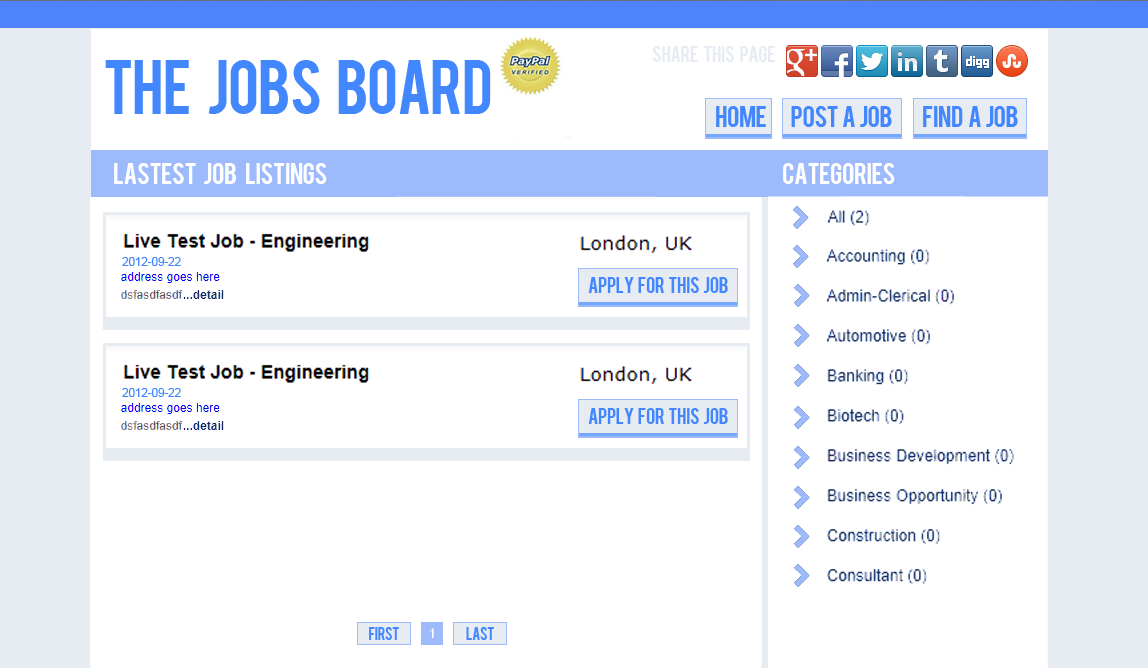 THE JOBS BOARD
PayPal
VERIFIED
SHARE THIS PAGE
g+
f
in
t
digg
HOME
POST A JOB
FIND A JOB
LASTEST JOB LISTINGS
CATEGORIES
Live Test Job - Engineering
London, UK
2012-09-22
address goes here
dsfasdfasdf...detail
APPLY FOR THIS JOB
Live Test Job - Engineering
London, UK
2012-09-22
address goes here
dsfasdfasdf...detail
APPLY FOR THIS JOB
All (2)
Accounting (0)
Admin-Clerical (0)
Automotive (0)
Banking (0)
Biotech (0)
Business Development (0)
Business Opportunity (0)
Construction (0)
Consultant (0)
FIRST
1
LAST